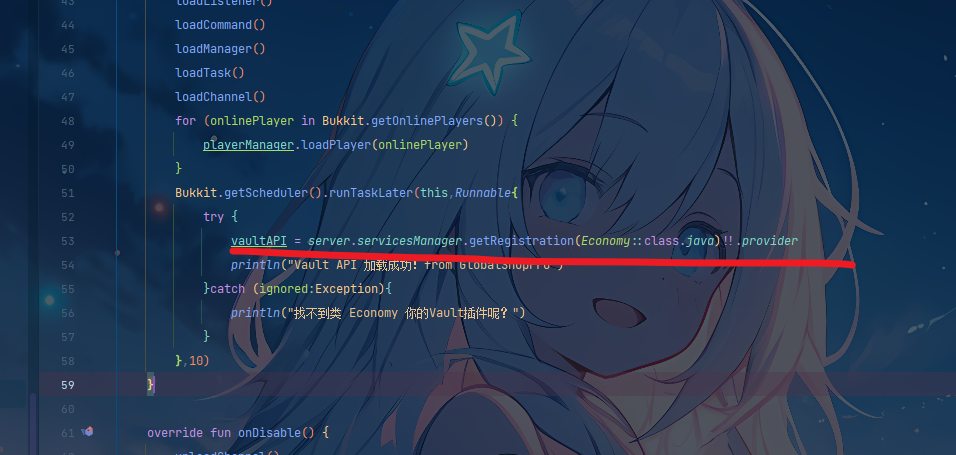 43 loadListener()
44 loadCommand()
45 loadManager()
46 loadTask()
47 loadChannel()
48 for (onlinePlayer in Bukkit.getOnlinePlayers()) {
49 playerManager.loadPlayer(onlinePlayer)
50 }
51 Bukkit.getScheduler().runTaskLater(this,Runnable{
52 try {
53 vaultAPI = server.servicesManager.getRegistration(Economy::class.java)!!.provider
54 println("Vault API 加载成功! from GlobalShopPro")
55 }catch (ignored:Exception){
56 println("找不到类 Economy 你的Vault插件呢?")
57 }
58 },10)
59 }
60
61 override fun onDisable() {
62 unloadChannel()